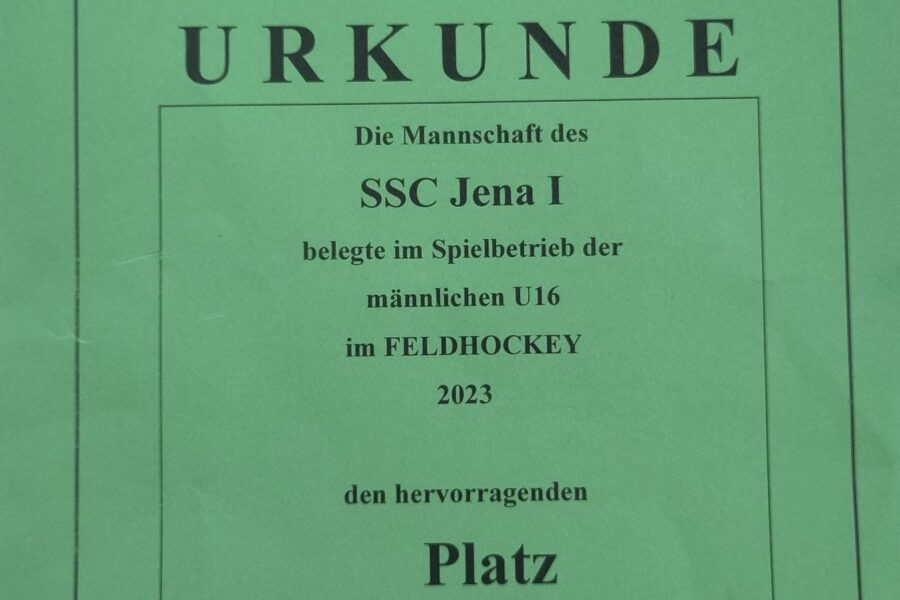 URKUNDE
Die Mannschaft des
SSC Jena I
belegte im Spielbetrieb der
männlichen U16
im FELDHOCKEY
2023
den hervorragenden
Platz